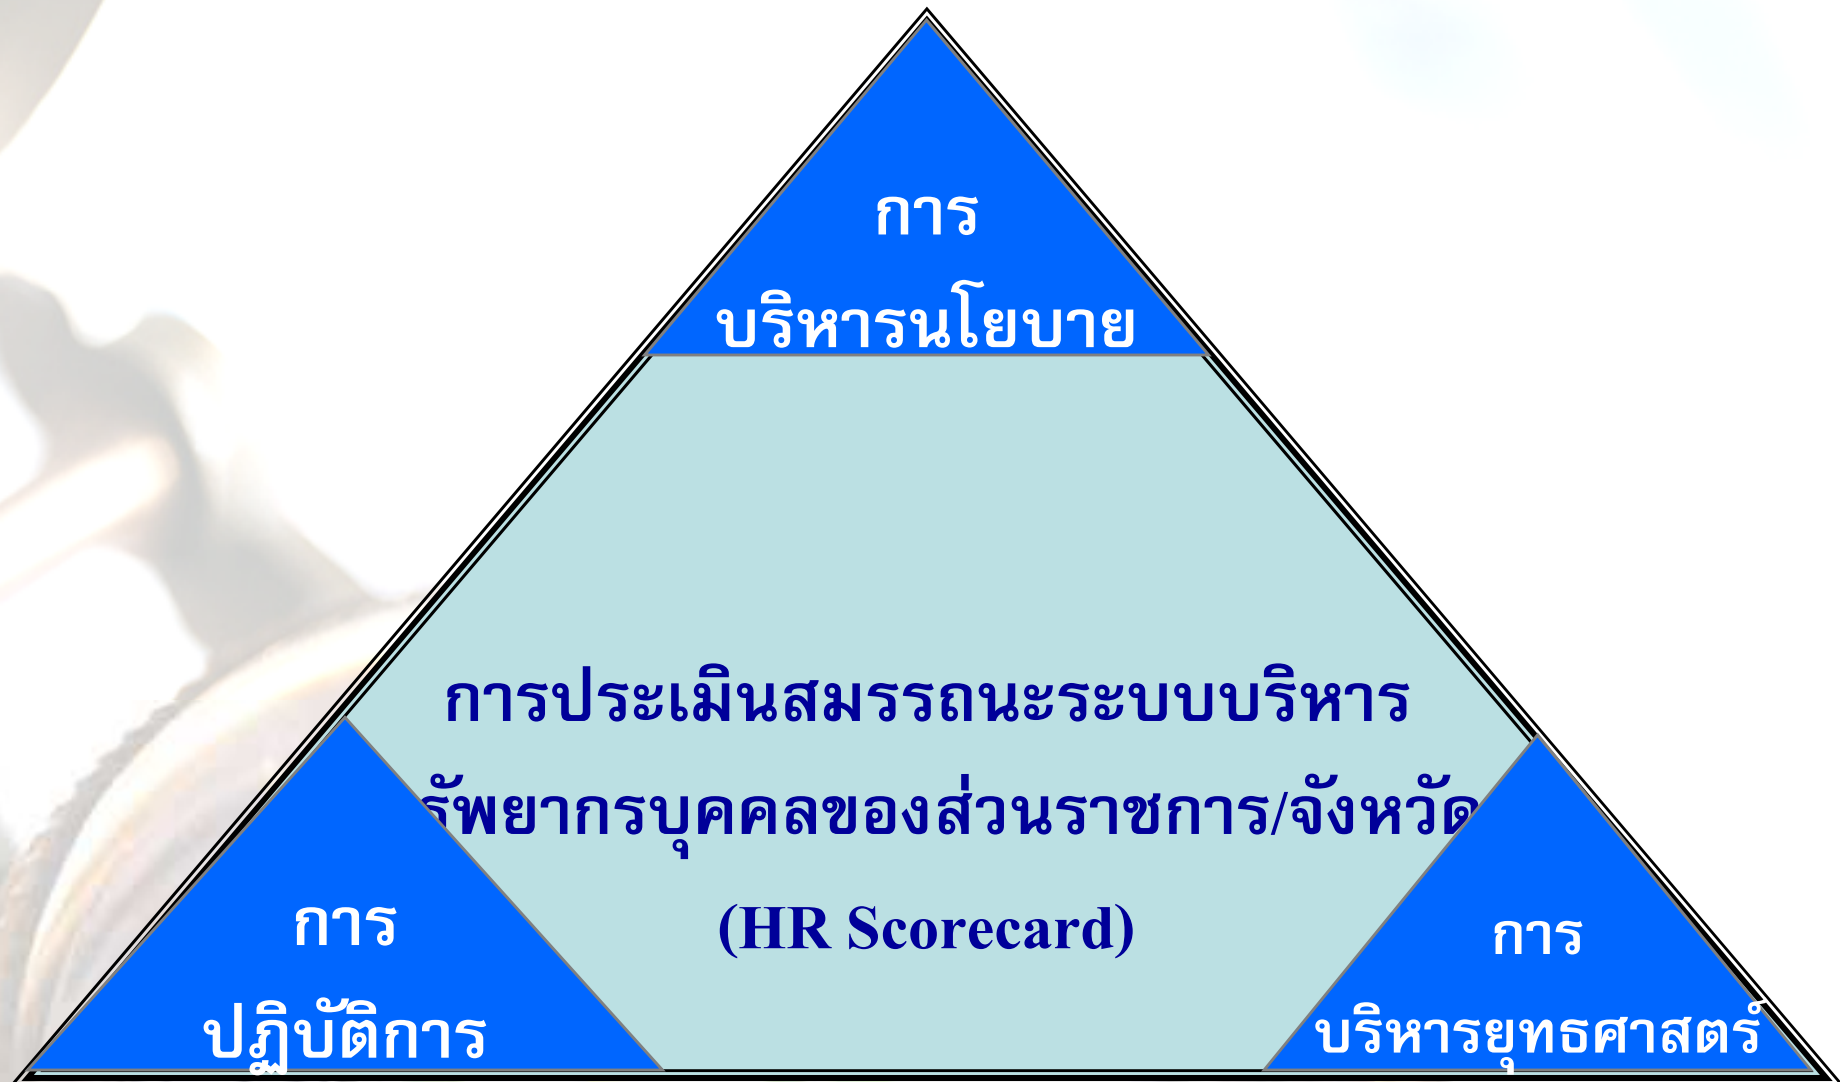 การ
บริหารนโยบาย
การประเมินสมรรถนะระบบบริหาร
รัพยากรบุคคลของส่วนราชการ/จังหวัด
(HR Scorecard)
การ
ปฏิบัติการ
การ
บริหารยุทธศาสตร์